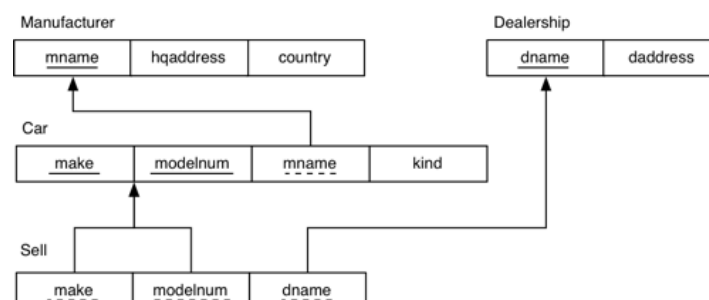 Manufacturer
Dealership
mname hqaddress country
dname daddress
Car
make modelnum mname kind
Sell
make modelnum dname